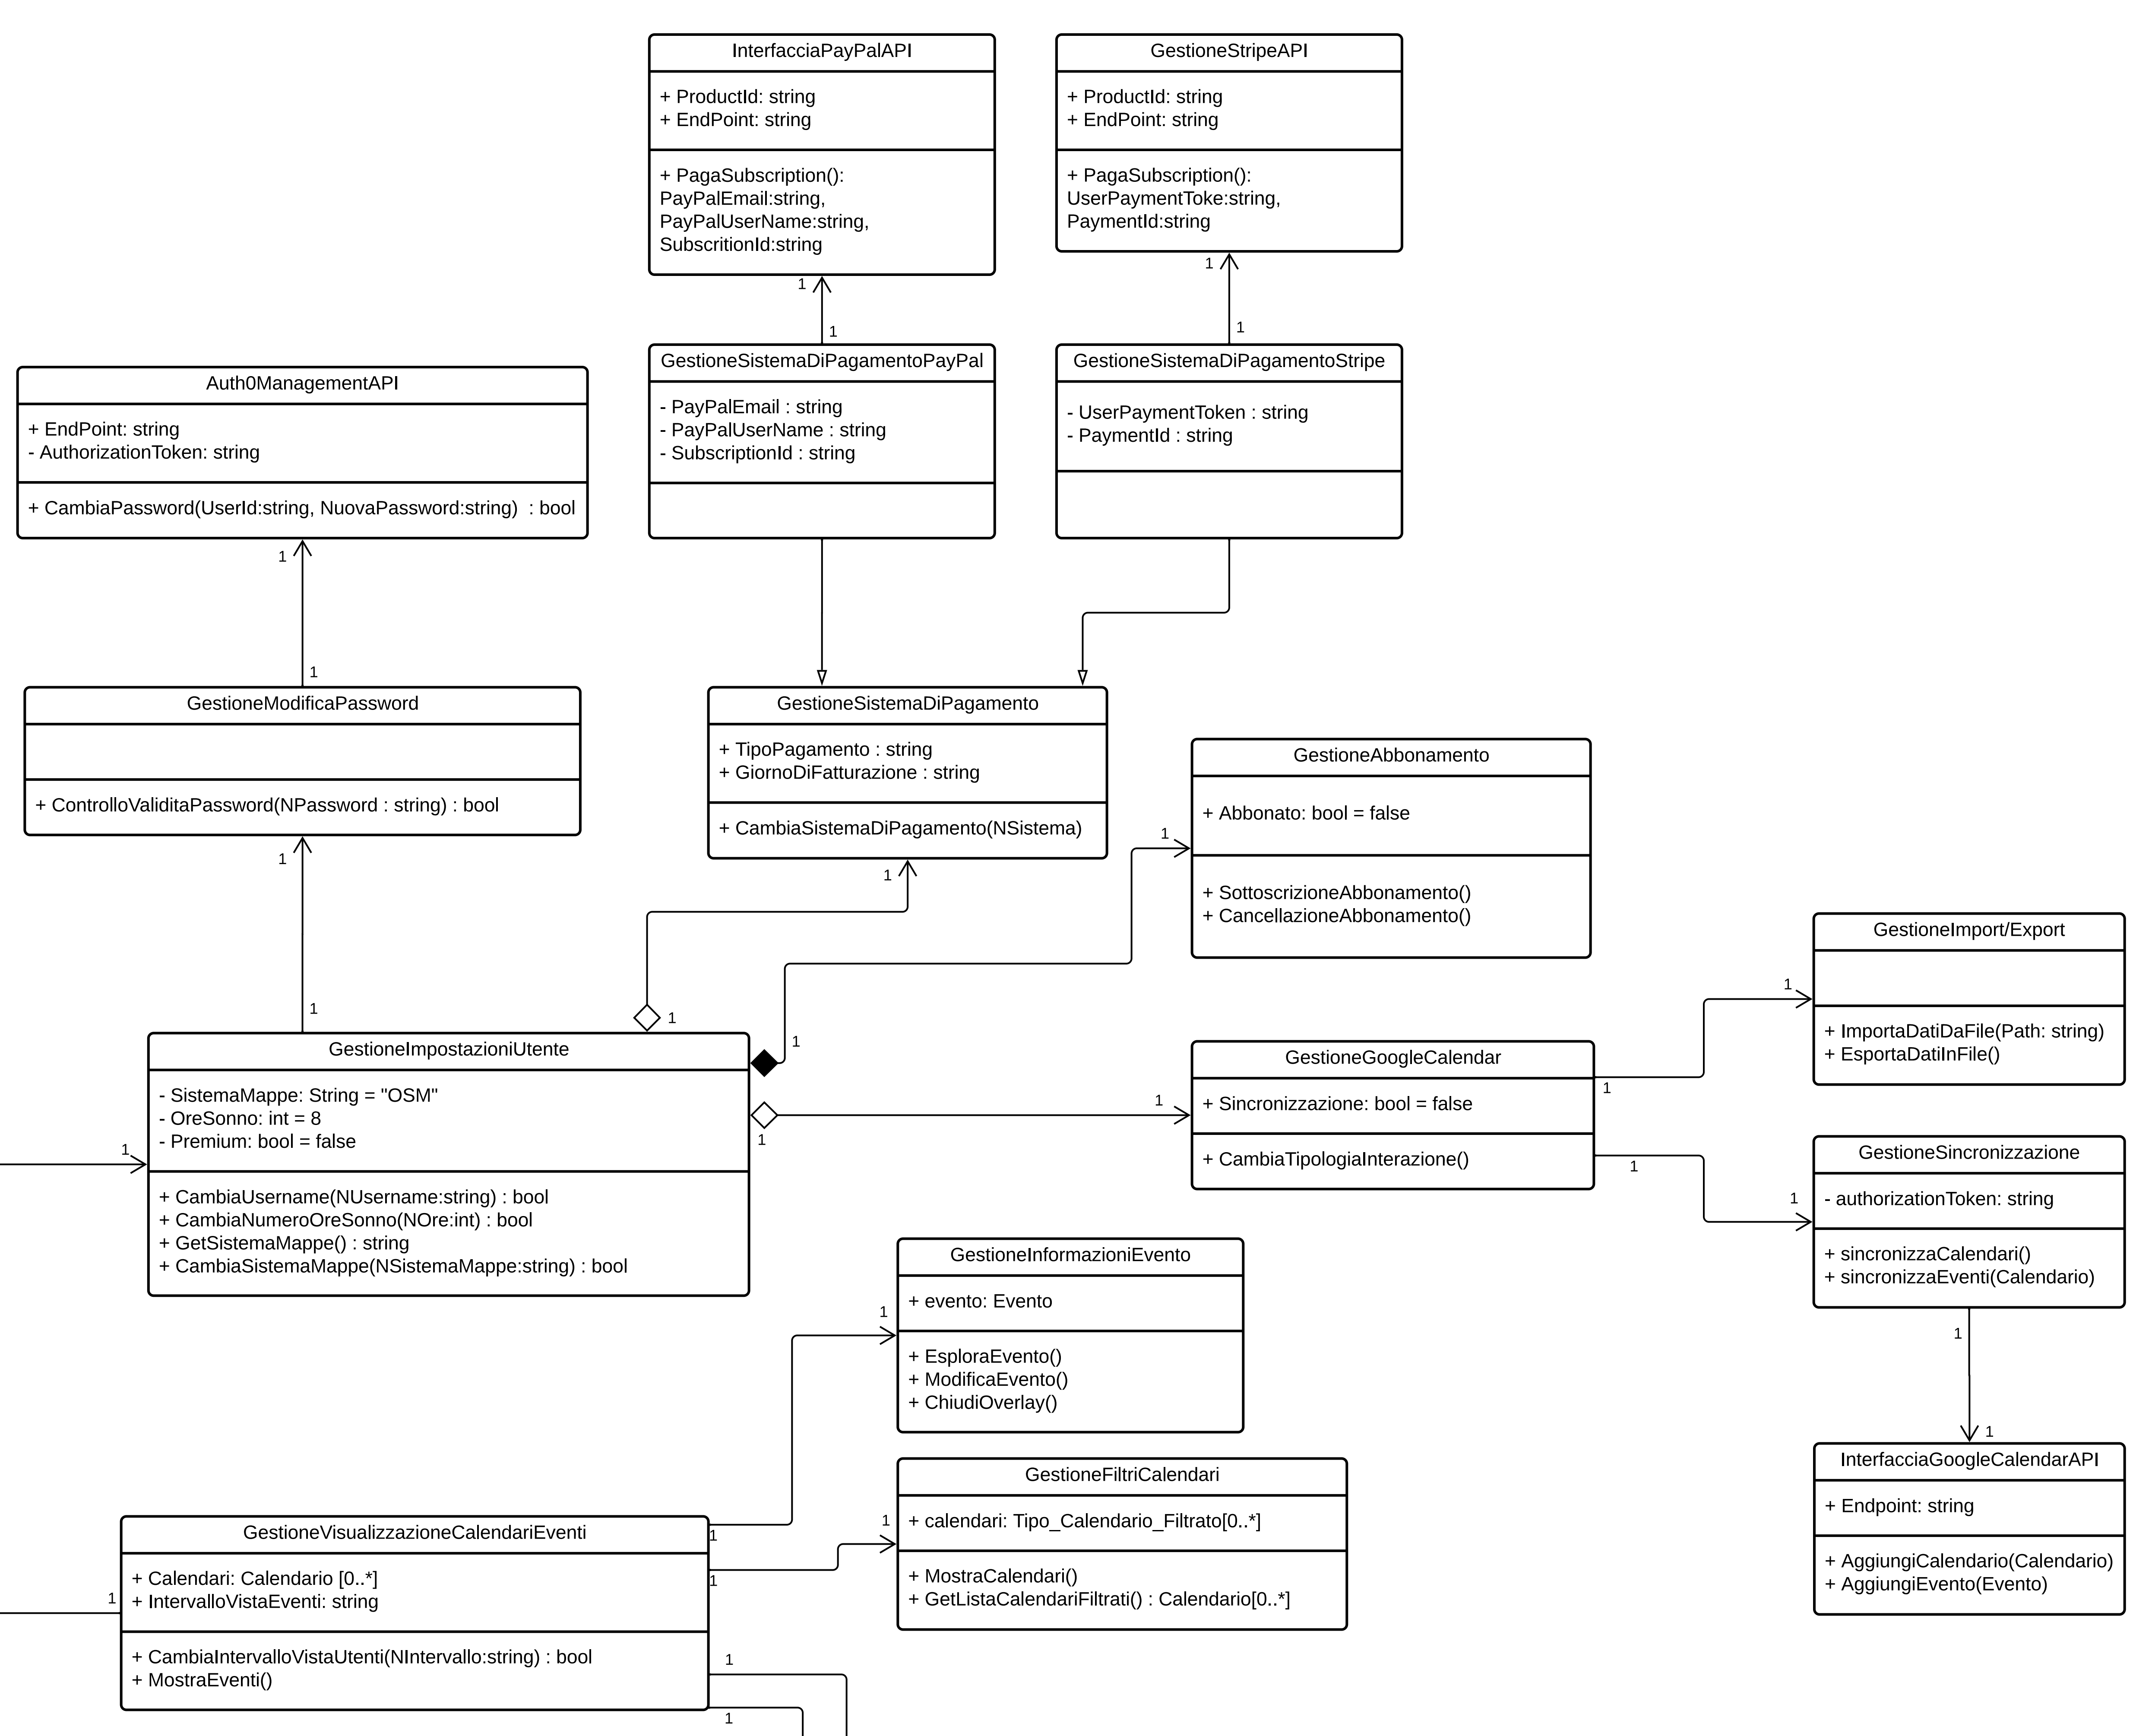 InterfacciaPayPalAPI
+ ProductId: string
+ EndPoint: string
+ PagaSubscription():
PayPalEmail:string,
PayPalUserName:string,
SubscritionId:string
1
1
GestioneStripeAPI
+ ProductId: string
+ EndPoint: string
+ PagaSubscription():
UserPaymentToke:string,
PaymentId:string
1
1
Auth0ManagementAPI
+ EndPoint: string
- AuthorizationToken: string
+ CambiaPassword(UserId:string, NuovaPassword:string)  : bool
1
1
GestioneSistemaDiPagamentoPayPal
- PayPalEmail : string
- PayPalUserName : string
- SubscriptionId : string
GestioneSistemaDiPagamentoStripe
- UserPaymentToken : string
- PaymentId : string
GestioneModificaPassword
+ ControlloValiditaPassword(NPassword : string) : bool
1
1
GestioneSistemaDiPagamento
+ TipoPagamento : string
+ GiornoDiFatturazione : string
+ CambiaSistemaDiPagamento(NSistema)
1
1
GestioneAbbonamento
+ Abbonato: bool = false
+ SottoscrizioneAbbonamento()
+ CancellazioneAbbonamento()
1
1
GestioneImport/Export
+ ImportaDatiDaFile(Path: string)
+ EsportaDatiInFile()
1
1
GestioneImpostazioniUtente
- SistemaMappe: String = "OSM"
- OreSonno: int = 8
- Premium: bool = false
+ CambiaUsername(NUsername:string) : bool
+ CambiaNumeroOreSonno(NOre:int) : bool
+ GetSistemaMappe() : string
+ CambiaSistemaMappe(NSistemaMappe:string) : bool
1
1
1
GestioneGoogleCalendar
+ Sincronizzazione: bool = false
+ CambiaTipologiaInterazione()
1
1
GestioneSincronizzazione
- authorizationToken: string
+ sincronizzaCalendari()
+ sincronizzaEventi(Calendario)
1
1
GestioneInformazioniEvento
+ evento: Evento
+ EsploraEvento()
+ ModificaEvento()
+ ChiudiOverlay()
1
1
GestioneFiltriCalendari
+ calendari: Tipo_Calendario_Filtrato[0..*]
+ MostraCalendari()
+ GetListaCalendariFiltrati() : Calendario[0..*]
1
1
InterfacciaGoogleCalendarAPI
+ Endpoint: string
+ AggiungiCalendario(Calendario)
+ AggiungiEvento(Evento)
GestioneVisualizzazioneCalendariEventi
+ Calendari: Calendario [0..*]
+ IntervalloVistaEventi: string
+ CambiaIntervalloVistaUtenti(NIntervallo:string) : bool
+ MostraEventi()
1
1
1